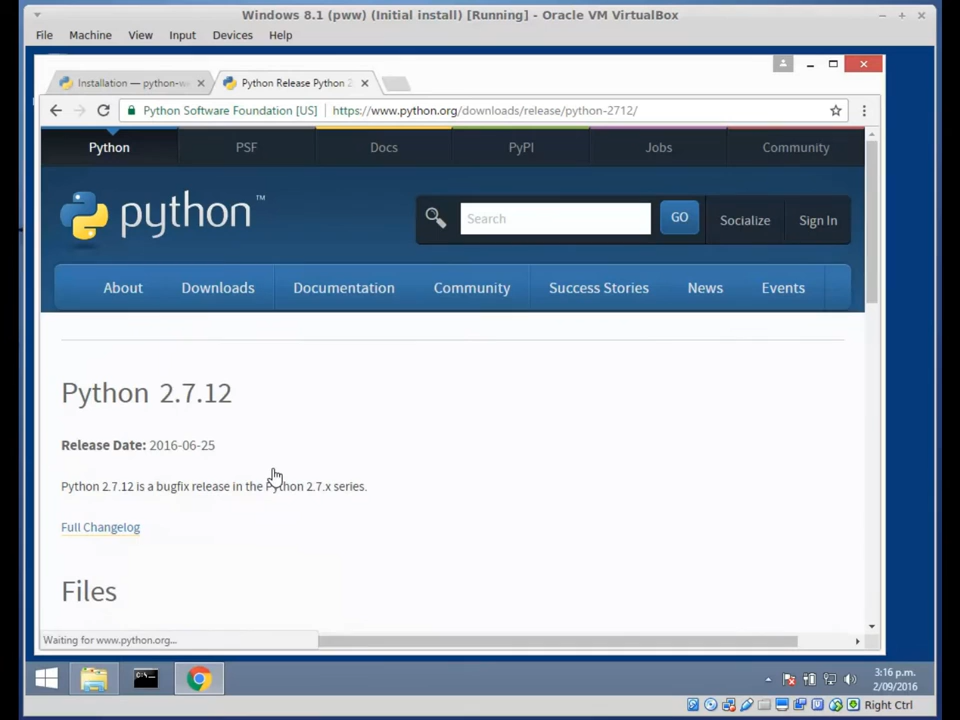 Windows 8.1 (pww) (Initial install) [Running] - Oracle VM VirtualBox
File Machine View Input Devices Help
Installation — python-w
Python Release Python 2
Python Software Foundation [US] https://www.python.org/downloads/release/python-2712/
Python PSF Docs PyPI Jobs Community
python™
Search GO Socialize Sign In
About Downloads Documentation Community Success Stories News Events
Python 2.7.12
Release Date: 2016-06-25
Python 2.7.12 is a bugfix release in the Python 2.7.x series.
Full Changelog
Files
Waiting for www.python.org...
3:16 p.m.
2/09/2016
Right Ctrl